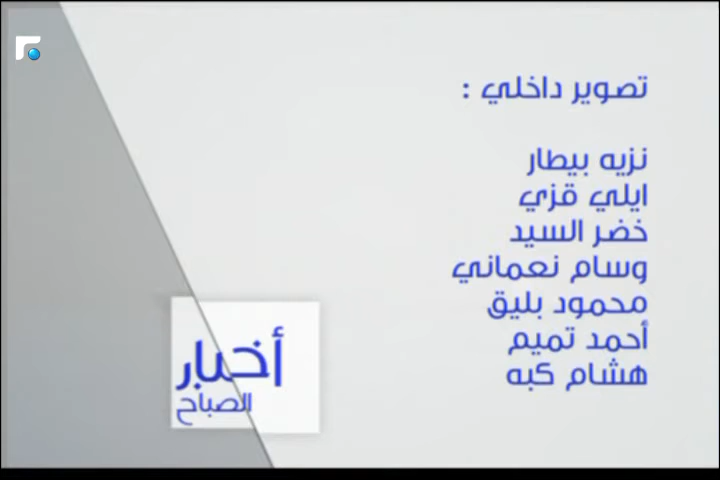 تصوير داخلي :
نزيه بيطار
ايلي قزي
خضر السيد
وسام نعماني
محمود بليق
أحمد تميم
هشام كبه
أخبار
الصباح